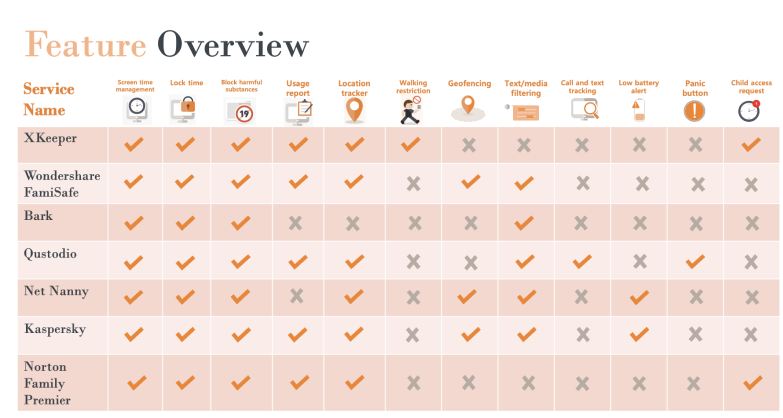 Feature Overview
Service Name
Screen time management
Lock time
Block harmful substances
Usage report
Location tracker
Walking restriction
Geofencing
Text/media filtering
Call and text tracking
Low battery alert
Panic button
Child access request
19
XKeeper
Wondershare FamiSafe
Bark
Qustodio
Net Nanny
Kaspersky
Norton Family Premier